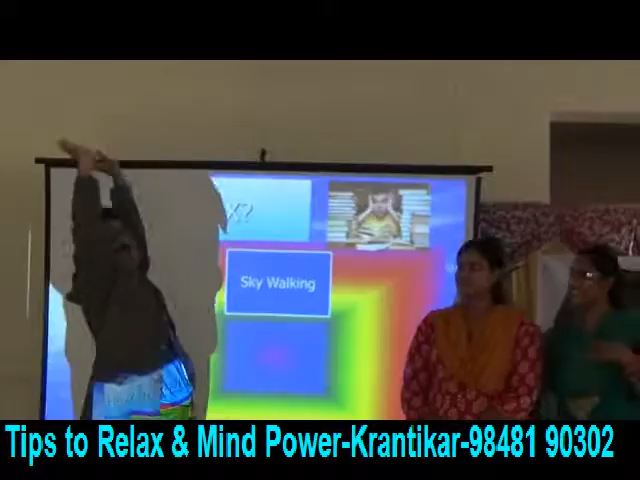 x?
Sky Walking
Tips to Relax & Mind Power-Krantikar-98481 90302